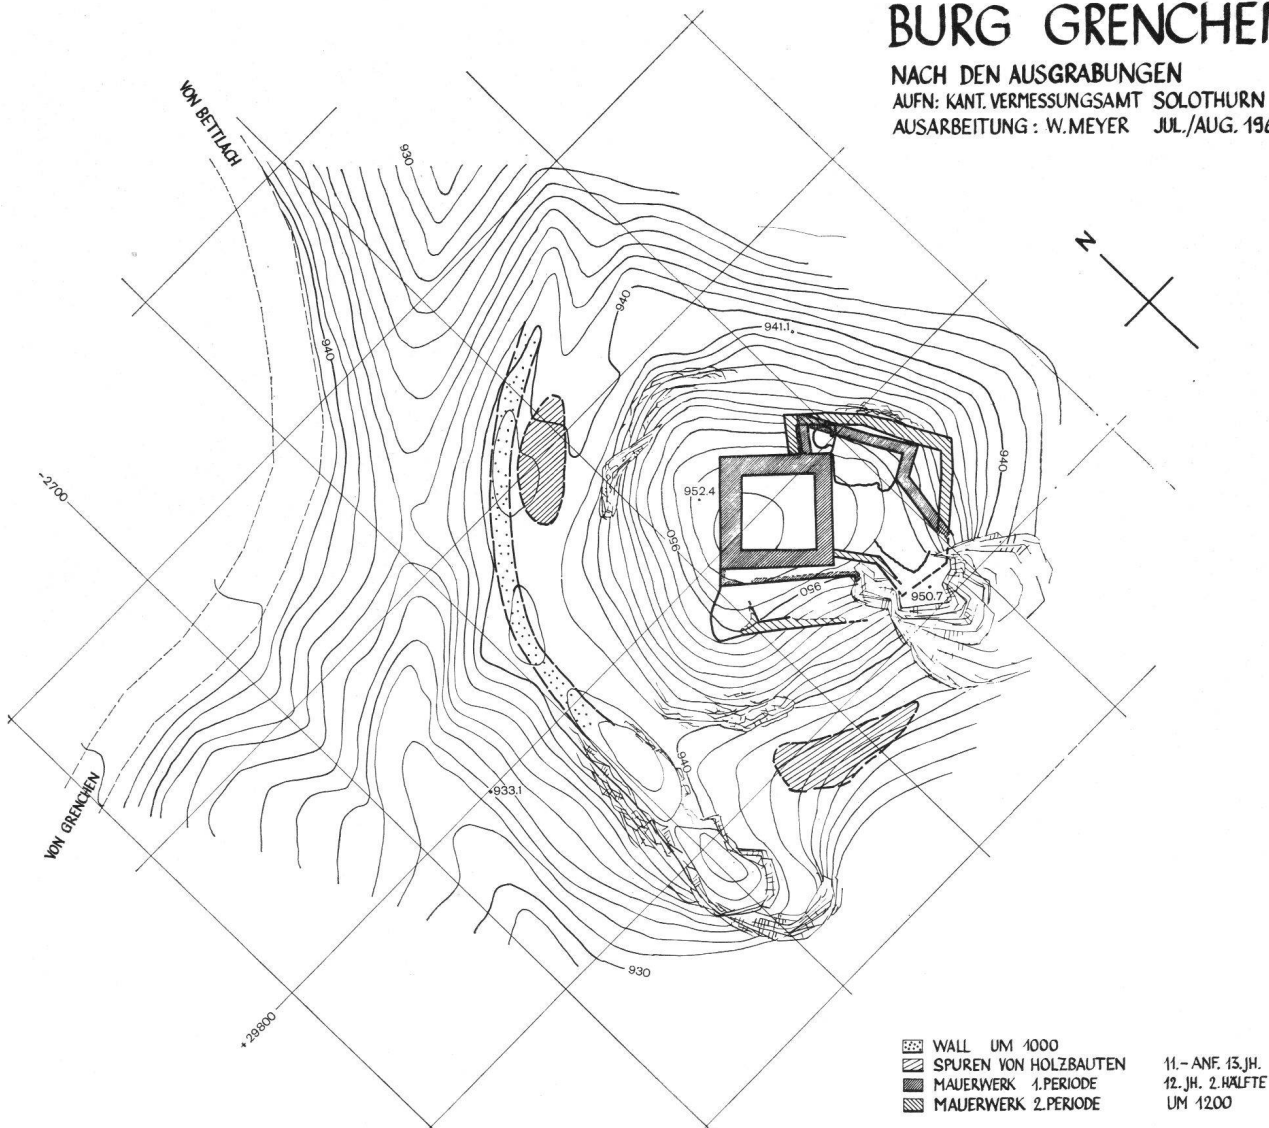 BURG GRENCHEN
NACH DEN AUSGRABUNGEN
AUFN: KANT. VERMESSUNGSAMT SOLOTHURN
AUSARBEITUNG: W. MEYER JUL./AUG. 196
VON BETTLACH
930
N
940
940
941.1
940
-2700
952.4
950
950
950.7
940
933.1
VON GRENCHEN
930
+29800
WALL UM 1000
SPUREN VON HOLZBAUTEN 11.-ANF. 13.JH.
MAUERWERK 1.PERIODE 12.JH. 2.HÄLFTE
MAUERWERK 2.PERIODE UM 1200